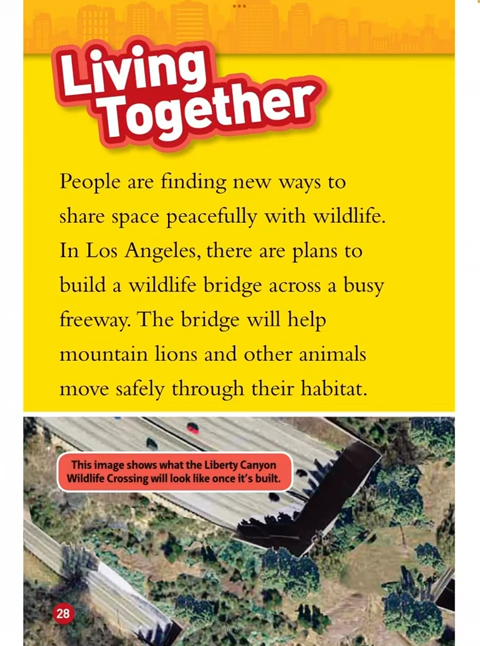 Living
Together
People are finding new ways to
share space peacefully with wildlife.
In Los Angeles, there are plans to
build a wildlife bridge across a busy
freeway. The bridge will help
mountain lions and other animals
move safely through their habitat.
This image shows what the Liberty Canyon
Wildlife Crossing will look like once it's built.
28